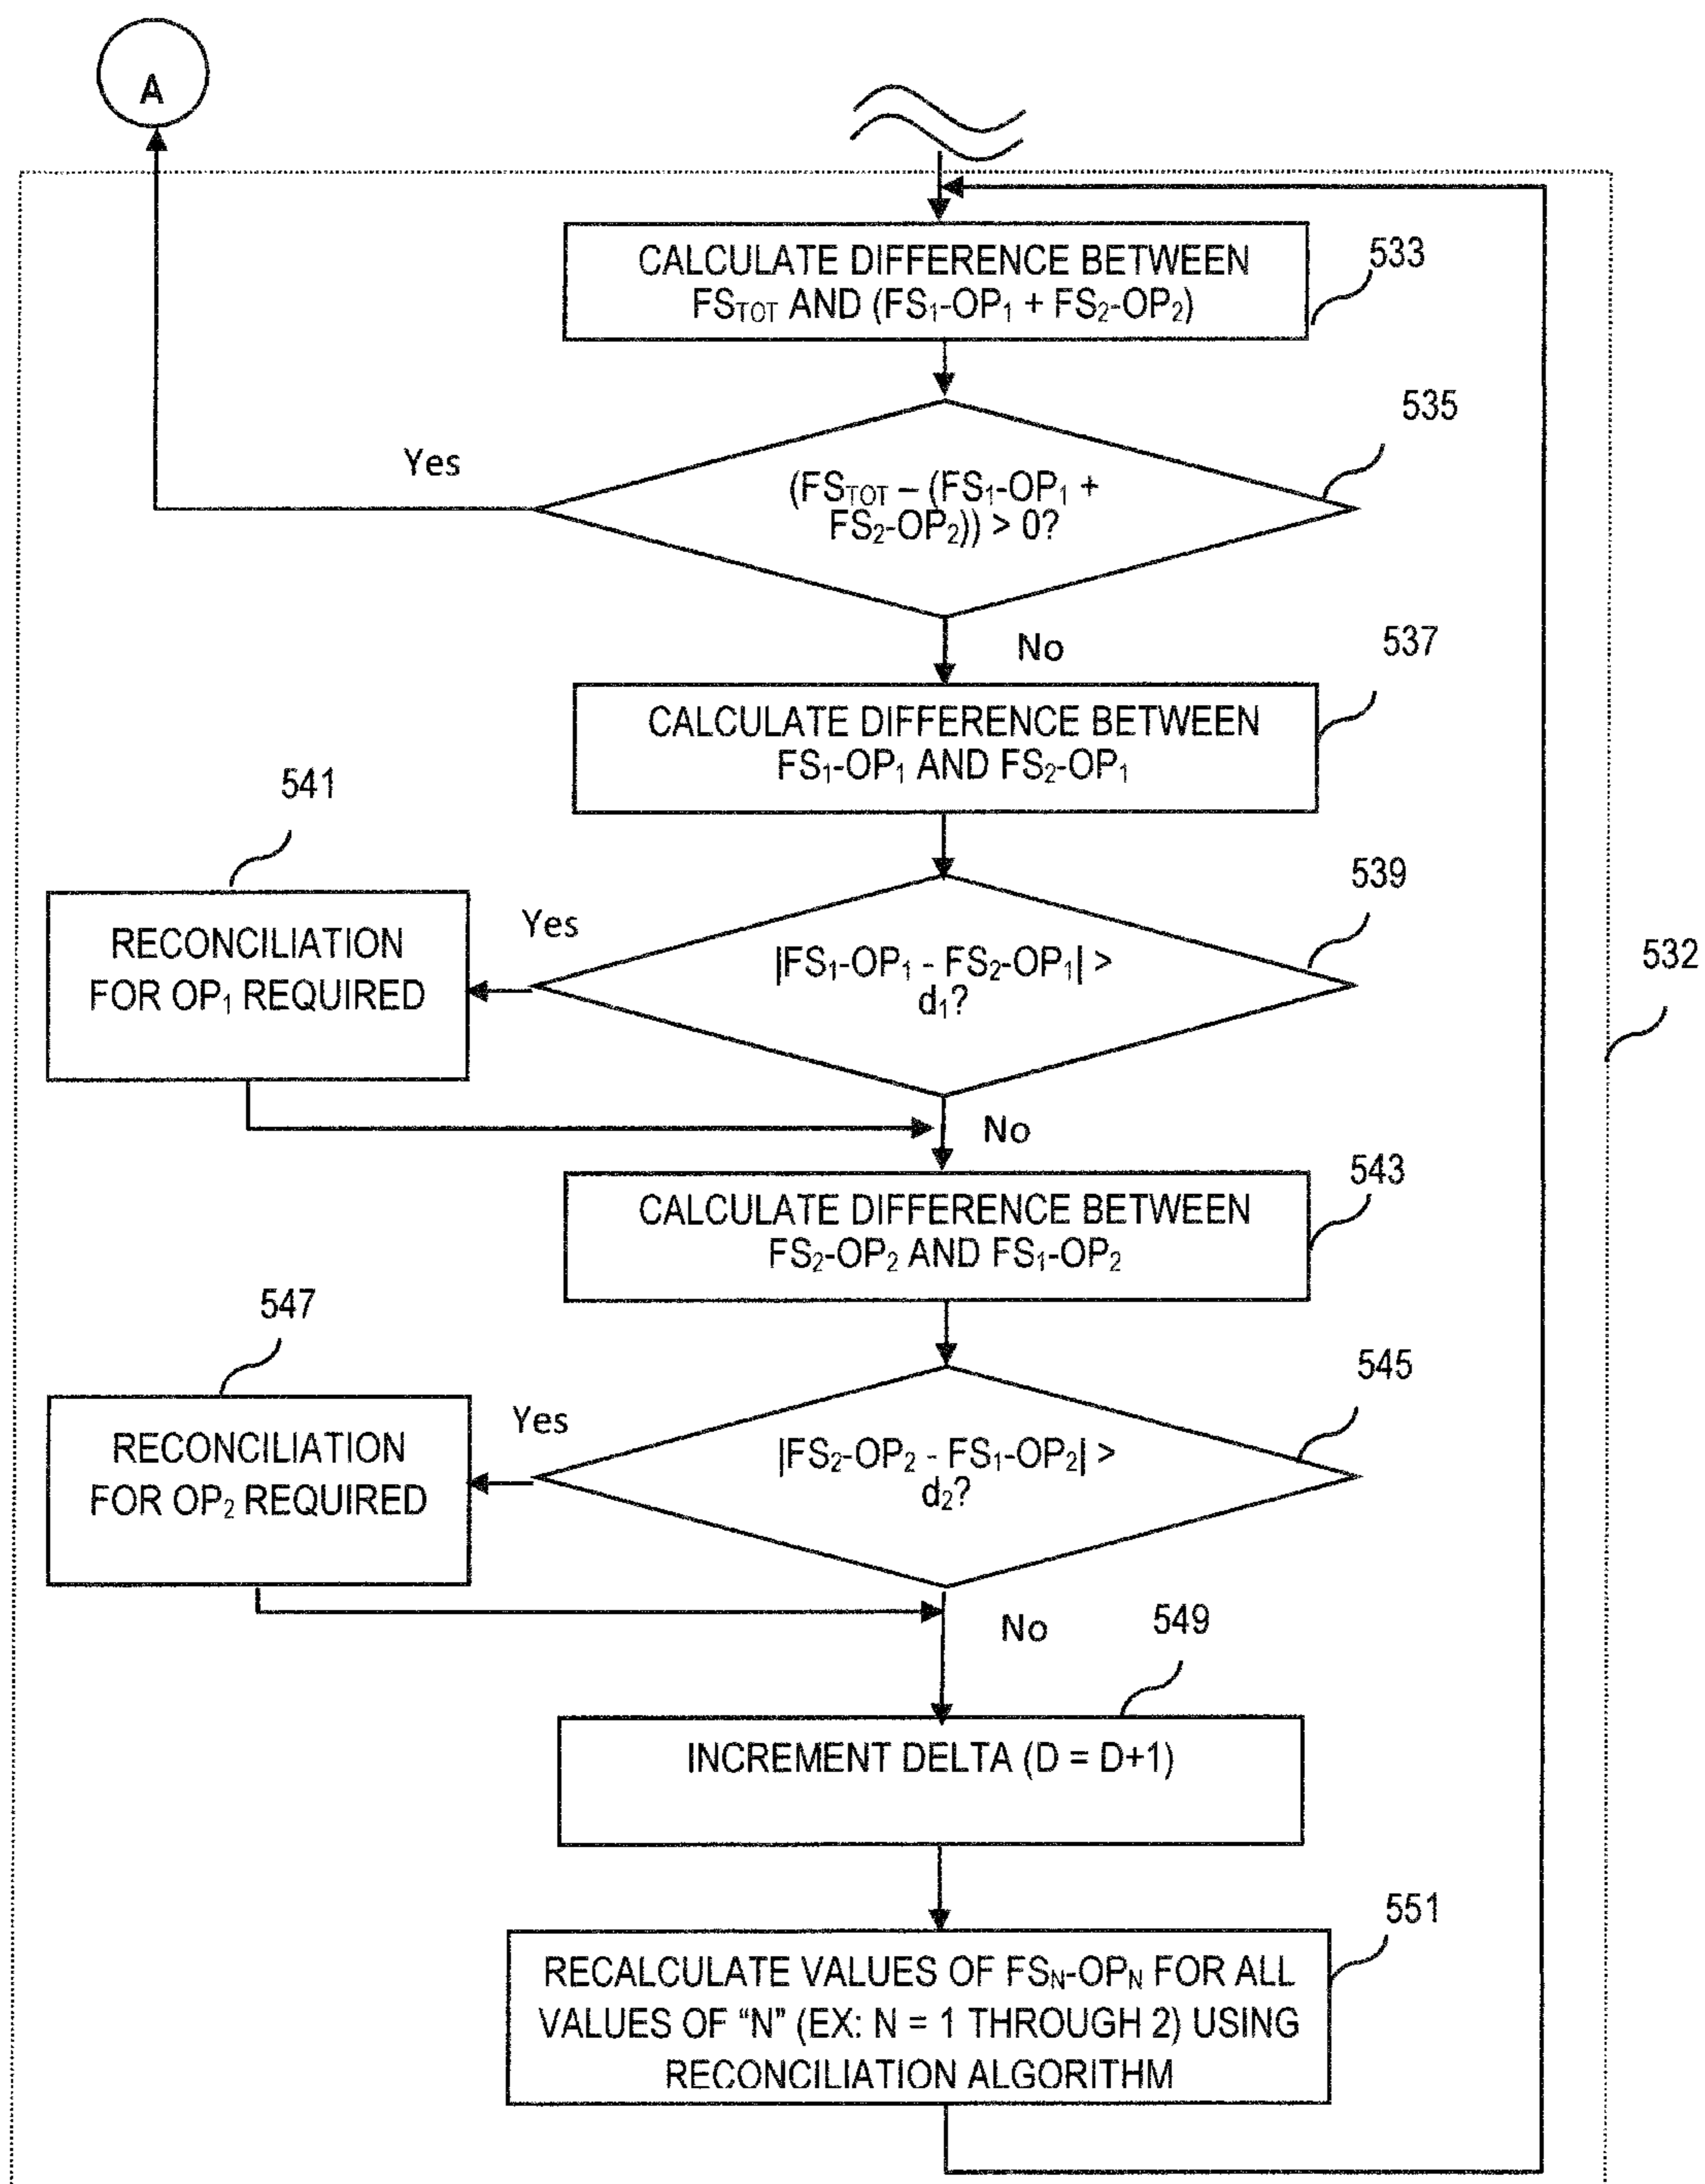 A
CALCULATE DIFFERENCE BETWEEN
FS_TOT AND (FS₁-OP₁ + FS₂-OP₂)
533
535
Yes
(FS_TOT – (FS₁-OP₁ +
FS₂-OP₂)) > 0?
No
537
CALCULATE DIFFERENCE BETWEEN
FS₁-OP₁ AND FS₂-OP₁
541
539
RECONCILIATION
FOR OP₁ REQUIRED
Yes
|FS₁-OP₁ - FS₂-OP₁| >
d₁?
532
No
543
CALCULATE DIFFERENCE BETWEEN
FS₂-OP₂ AND FS₁-OP₂
547
545
RECONCILIATION
FOR OP₂ REQUIRED
Yes
|FS₂-OP₂ - FS₁-OP₂| >
d₂?
No
549
INCREMENT DELTA (D = D+1)
551
RECALCULATE VALUES OF FS_N-OP_N FOR ALL
VALUES OF “N” (EX: N = 1 THROUGH 2) USING
RECONCILIATION ALGORITHM